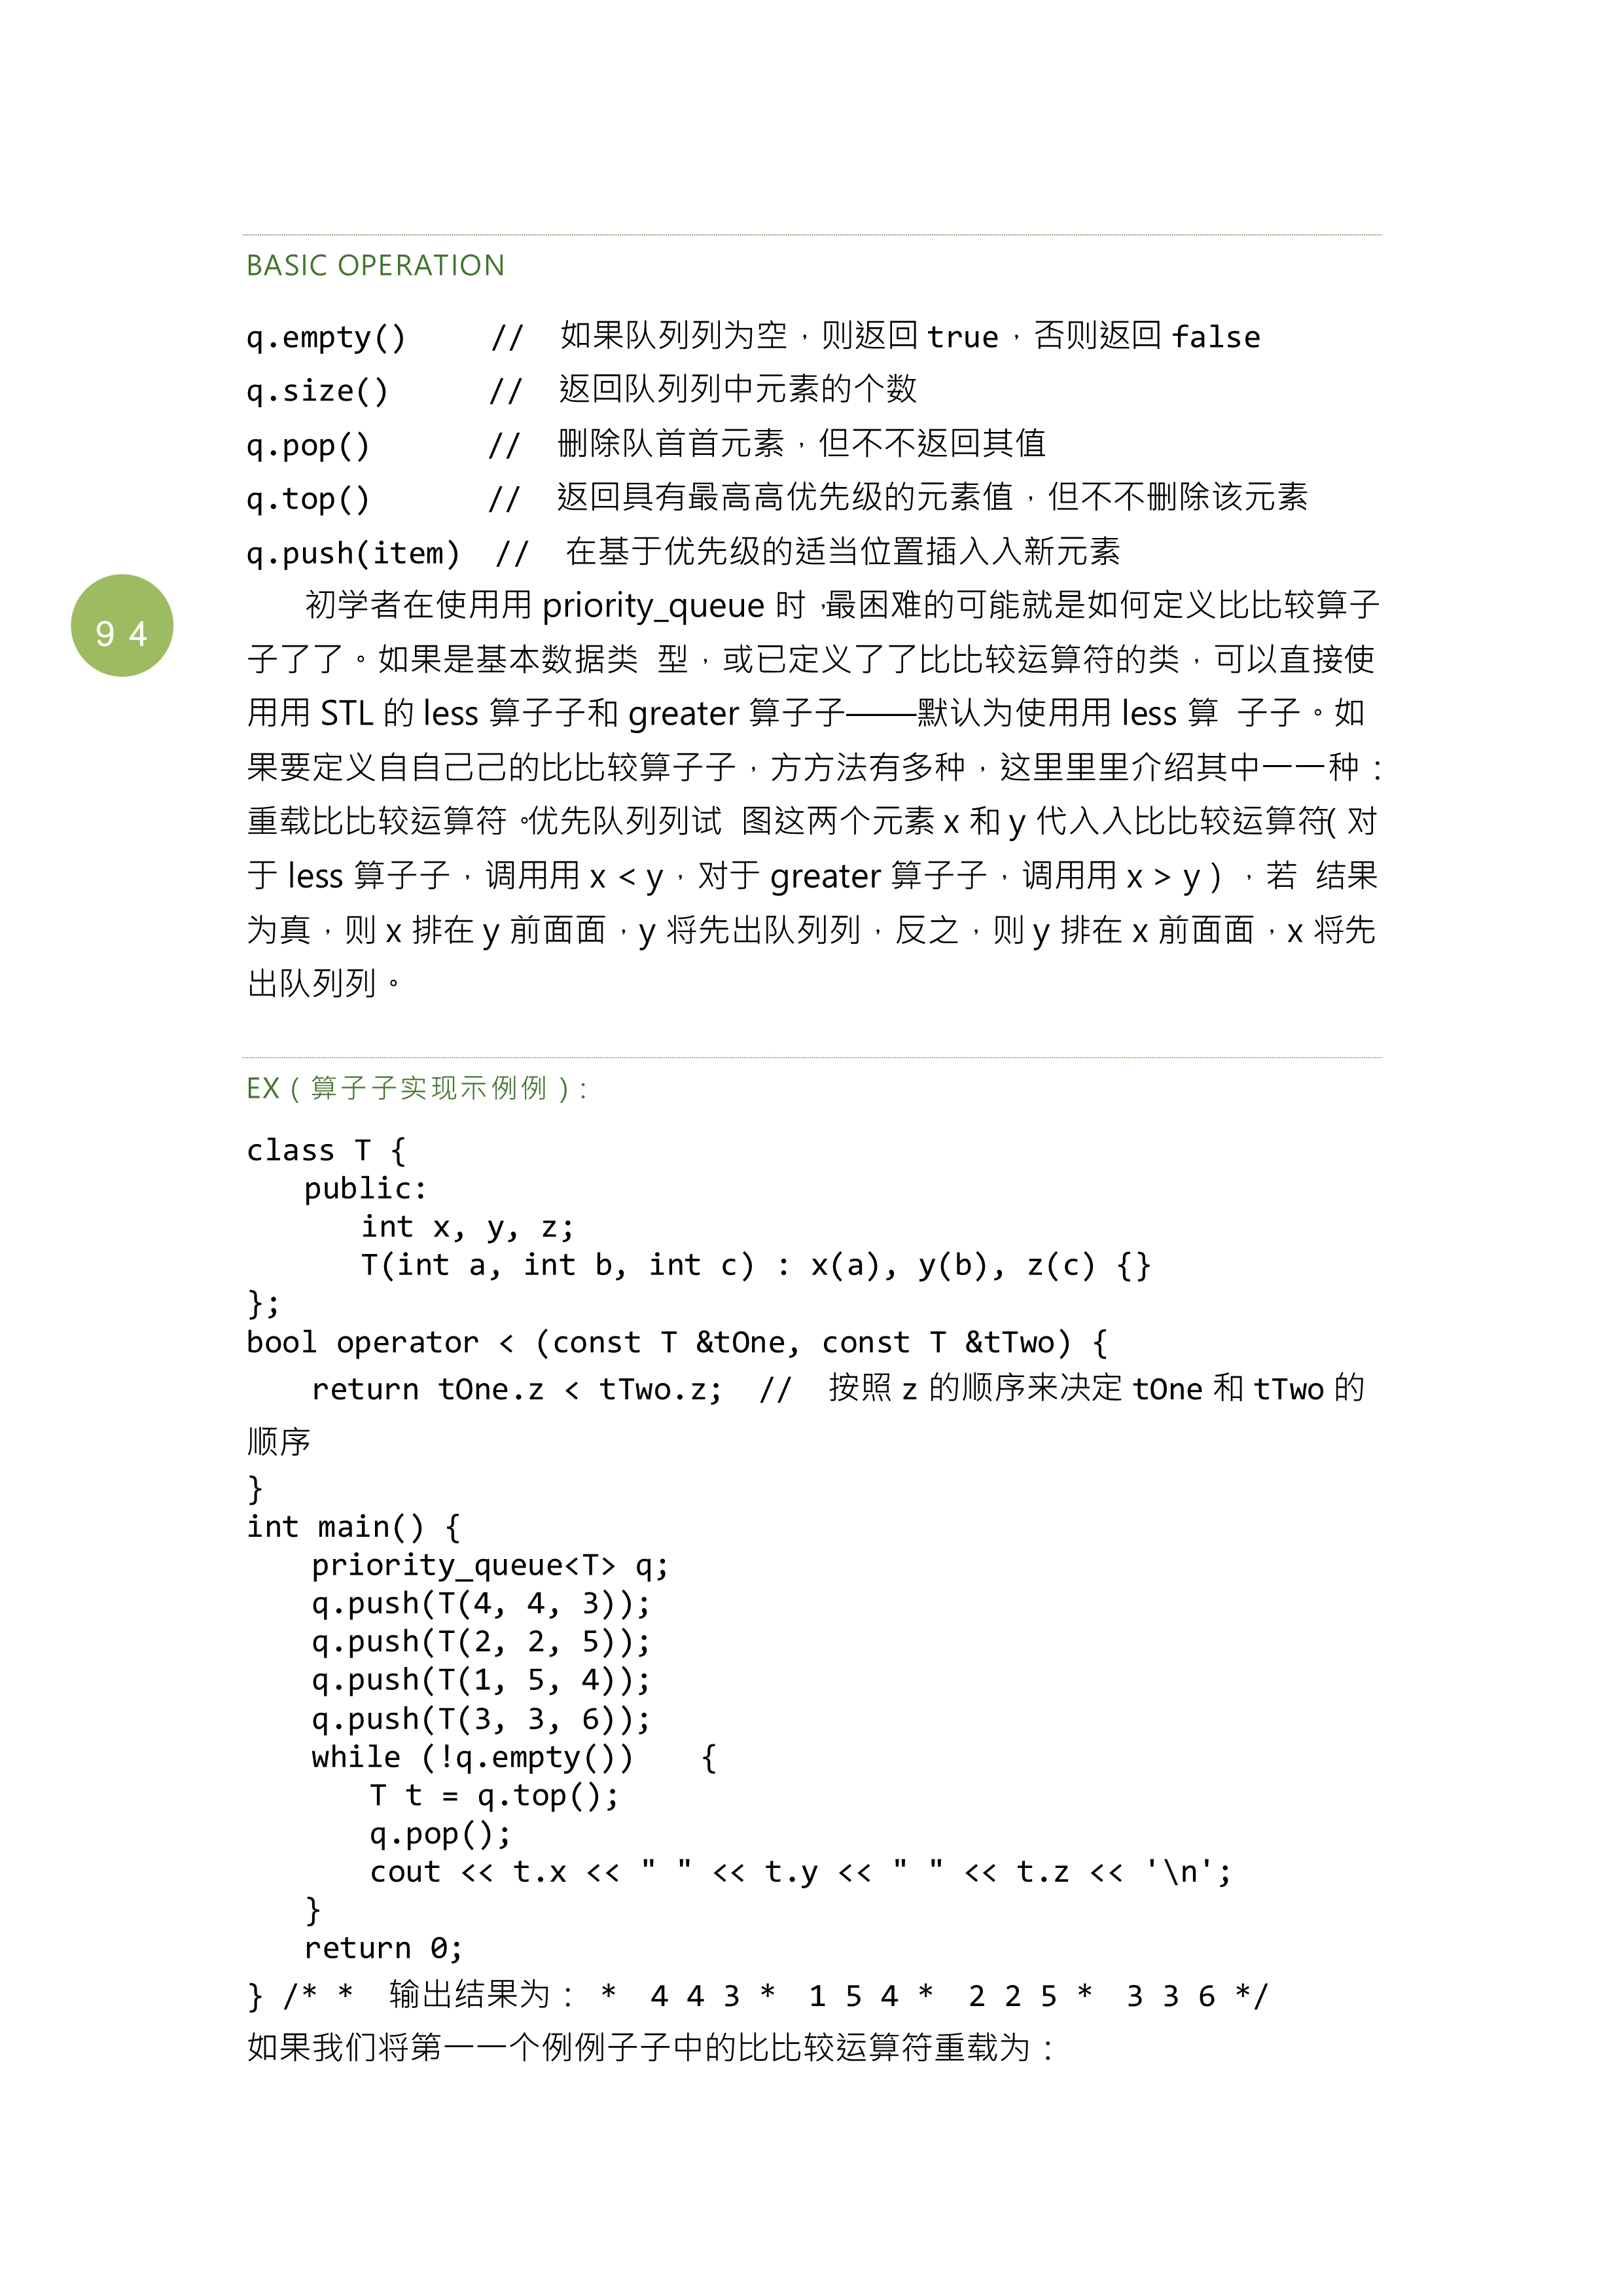 BASIC OPERATION
q.empty()     //  如果队列列为空，则返回 true，否则返回 false
q.size()      //  返回队列列中元素的个数
q.pop()       //  删除队首首元素，但不不返回其值
q.top()       //  返回具有最高高优先级的元素值，但不不删除该元素
q.push(item)  //  在基于优先级的适当位置插入入新元素
94
初学者在使用用 priority_queue 时，最困难的可能就是如何定义比比较算子
子了了。如果是基本数据类 型，或已定义了了比比较运算符的类，可以直接使
用用 STL 的 less 算子子和 greater 算子子——默认为使用用 less 算 子子。如
果要定义自自己己的比比较算子子，方方法有多种，这里里里介绍其中一一种：
重载比比较运算符。优先队列列试 图这两个元素 x 和 y 代入入比比较运算符（对
于 less 算子子，调用用 x < y，对于 greater 算子子，调用用 x > y），若 结果
为真，则 x 排在 y 前面面，y 将先出队列列，反之，则 y 排在 x 前面面，x 将先
出队列列。
EX（算子子实现示例例）：
class T {
    public:
        int x, y, z;
        T(int a, int b, int c) : x(a), y(b), z(c) {}
};
bool operator < (const T &tOne, const T &tTwo) {
    return tOne.z < tTwo.z;  //  按照 z 的顺序来决定 tOne 和 tTwo 的
顺序
}
int main() {
    priority_queue<T> q;
    q.push(T(4, 4, 3));
    q.push(T(2, 2, 5));
    q.push(T(1, 5, 4));
    q.push(T(3, 3, 6));
    while (!q.empty())    {
        T t = q.top();
        q.pop();
        cout << t.x << " " << t.y << " " << t.z << '\n';
    }
    return 0;
} /* *  输出结果为： *  4 4 3 *  1 5 4 *  2 2 5 *  3 3 6 */
如果我们将第一一个例例子子中的比比较运算符重载为：